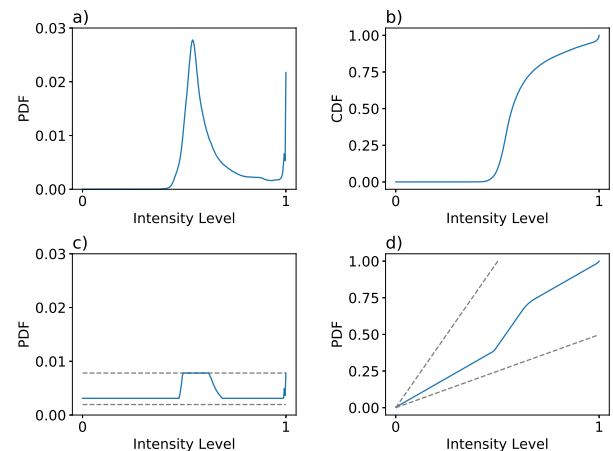 a)
0.03
0.02
0.01
0.00
PDF
0 1
Intensity Level
b)
1.00
0.75
0.50
0.25
0.00
CDF
0 1
Intensity Level
c)
0.03
0.02
0.01
0.00
PDF
0 1
Intensity Level
d)
1.00
0.75
0.50
0.25
0.00
PDF
0 1
Intensity Level